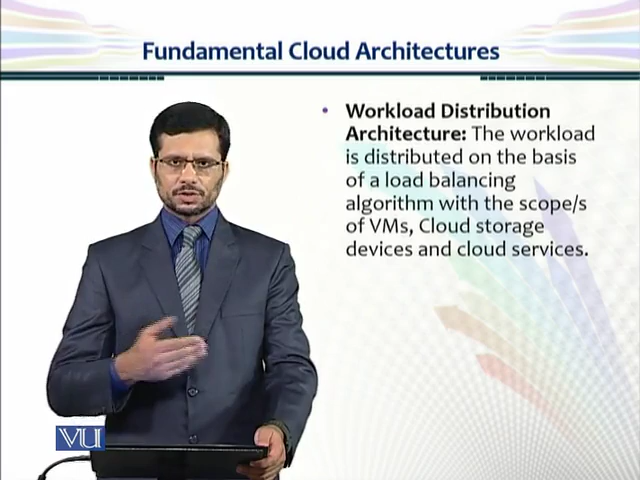 Fundamental Cloud Architectures
• Workload Distribution
Architecture: The workload
is distributed on the basis
of a load balancing
algorithm with the scope/s
of VMs, Cloud storage
devices and cloud services.
VU